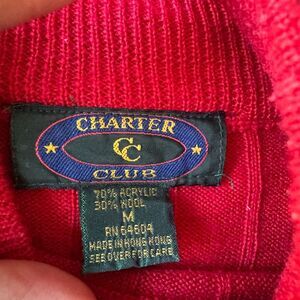 CHARTER
CC
CLUB
70% ACRYLIC
30% WOOL
M
RN 64604
MADE IN HONG KONG
SEE OVER FOR CARE